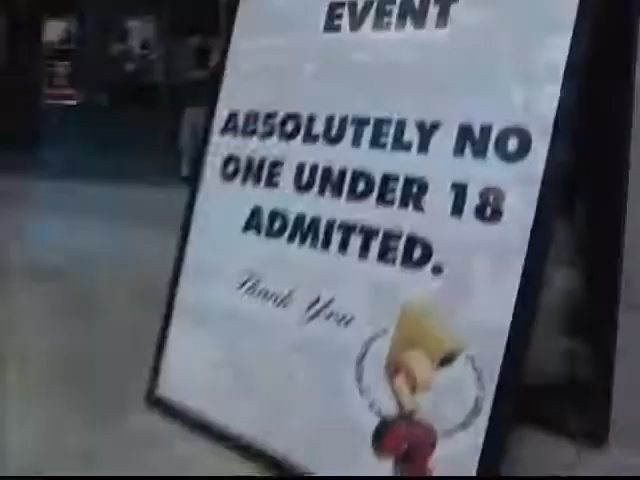 EVENT
ABSOLUTELY NO
ONE UNDER 18
ADMITTED.
Thank You